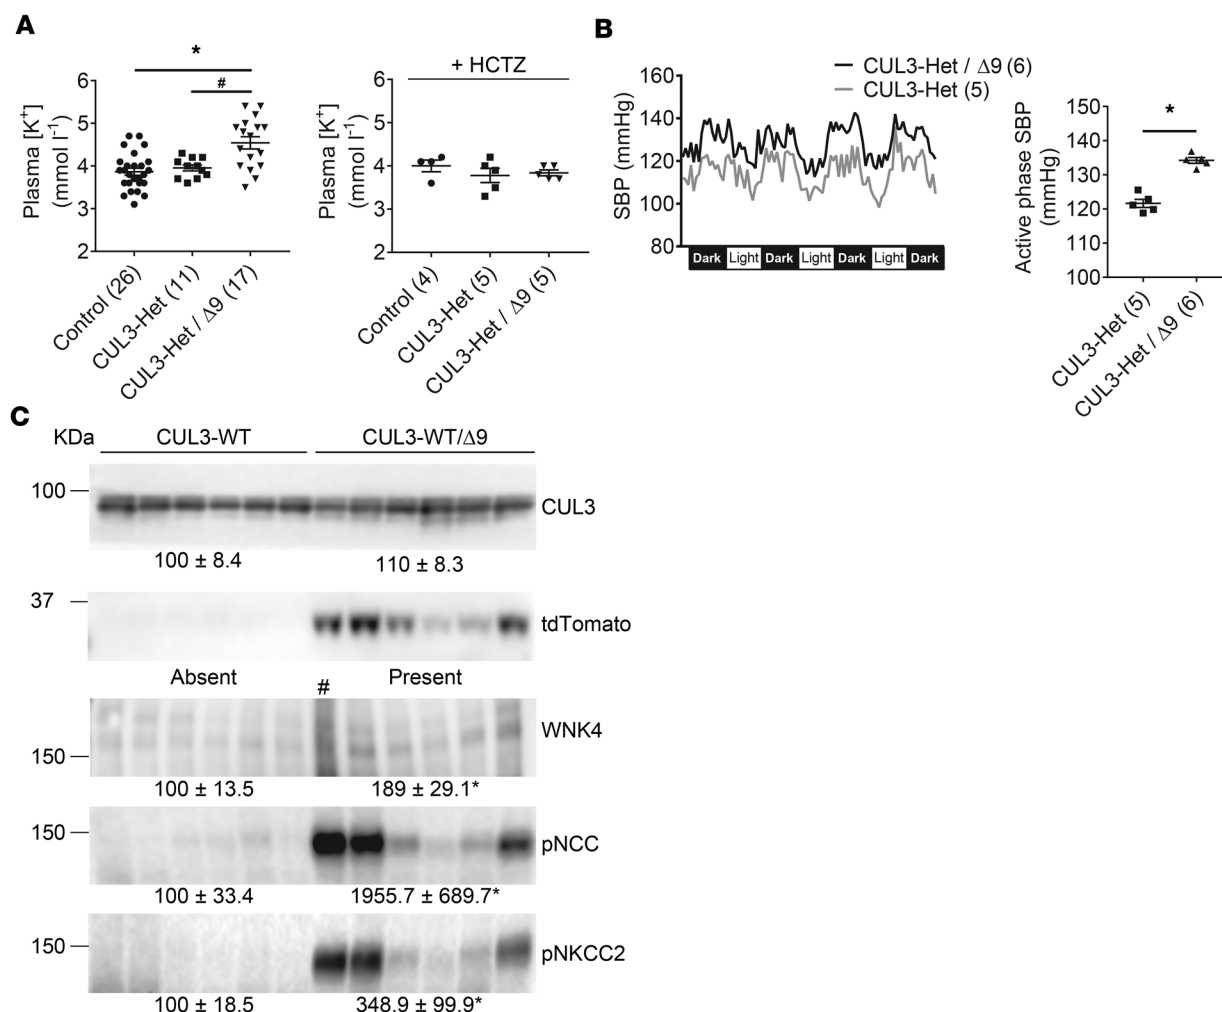 A
*
#
6
5
4
3
2
Plasma [K+]
(mmol l-1)
Control (26)
CUL3-Het (11)
CUL3-Het / Δ9 (17)
+ HCTZ
6
5
4
3
2
Plasma [K+]
(mmol l-1)
Control (4)
CUL3-Het (5)
CUL3-Het / Δ9 (5)
B
CUL3-Het / Δ9 (6)
CUL3-Het (5)
160
140
120
100
80
SBP (mmHg)
Dark Light Dark Light Dark Light Dark
*
150
140
130
120
110
100
Active phase SBP
(mmHg)
CUL3-Het (5)
CUL3-Het / Δ9 (6)
C
KDa CUL3-WT CUL3-WT/Δ9
100 CUL3
100 ± 8.4 110 ± 8.3
37 tdTomato
Absent Present
#
150 WNK4
100 ± 13.5 189 ± 29.1*
150 pNCC
100 ± 33.4 1955.7 ± 689.7*
150 pNKCC2
100 ± 18.5 348.9 ± 99.9*